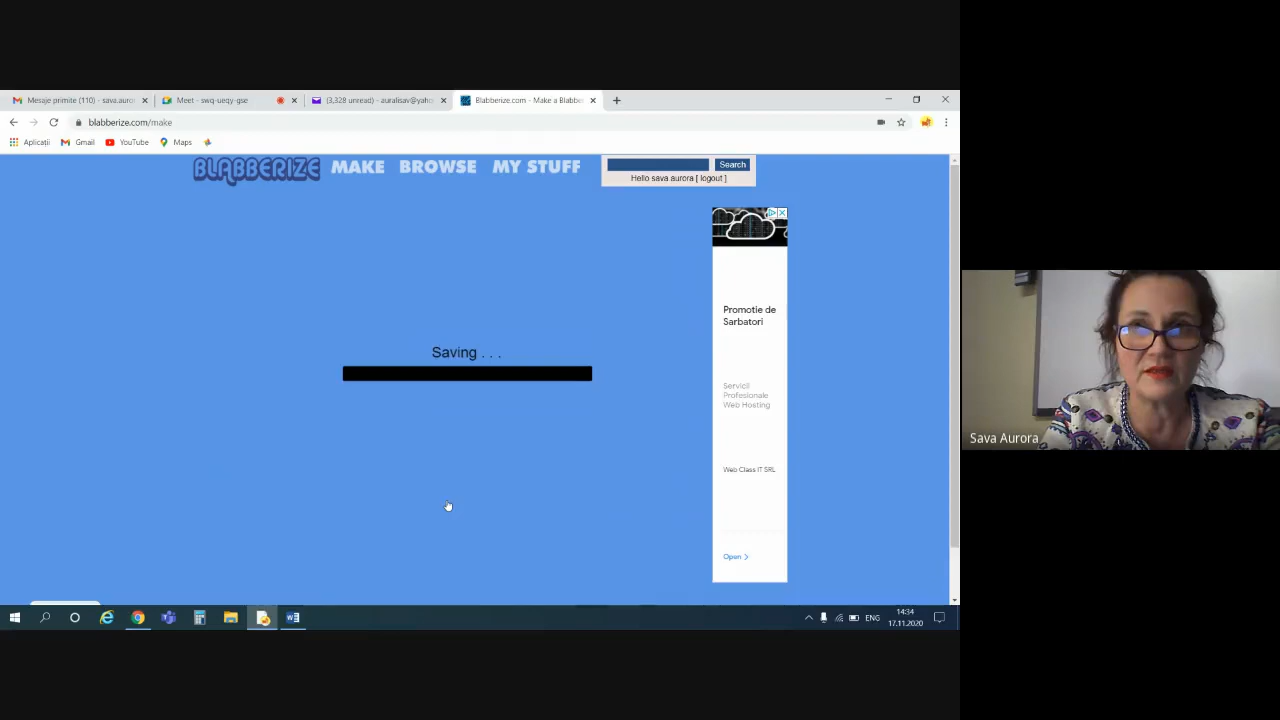 Mesaje primite (110) - sava.auror
Meet - swq-ueqy-gse
(3,328 unread) - auralisav@yaho
Blabberize.com - Make a Blabbe
blabberize.com/make
Aplicații
Gmail
YouTube
Maps
BLABBERIZE
MAKE
BROWSE
MY STUFF
Search
Hello sava.aurora [ logout ]
Promotie de
Sarbatori
Saving . . .
Servicii
Profesionale
Web Hosting
Sava Aurora
Web Class IT SRL
Open >
ENG
14:34
17.11.2020